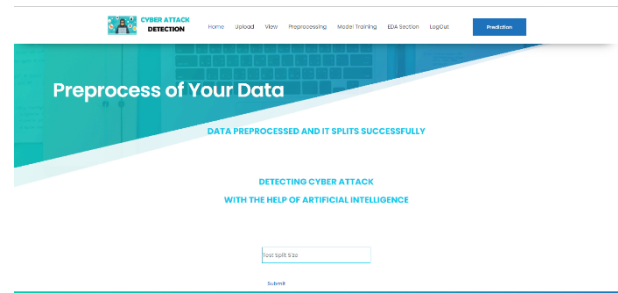 CYBER ATTACK
DETECTION
Home Upload View Preprocessing Model Training EDA Section LogOut Prediction
Preprocess of Your Data
DATA PREPROCESSED AND IT SPLITS SUCCESSFULLY
DETECTING CYBER ATTACK
WITH THE HELP OF ARTIFICIAL INTELLIGENCE
Test Split Size
Submit